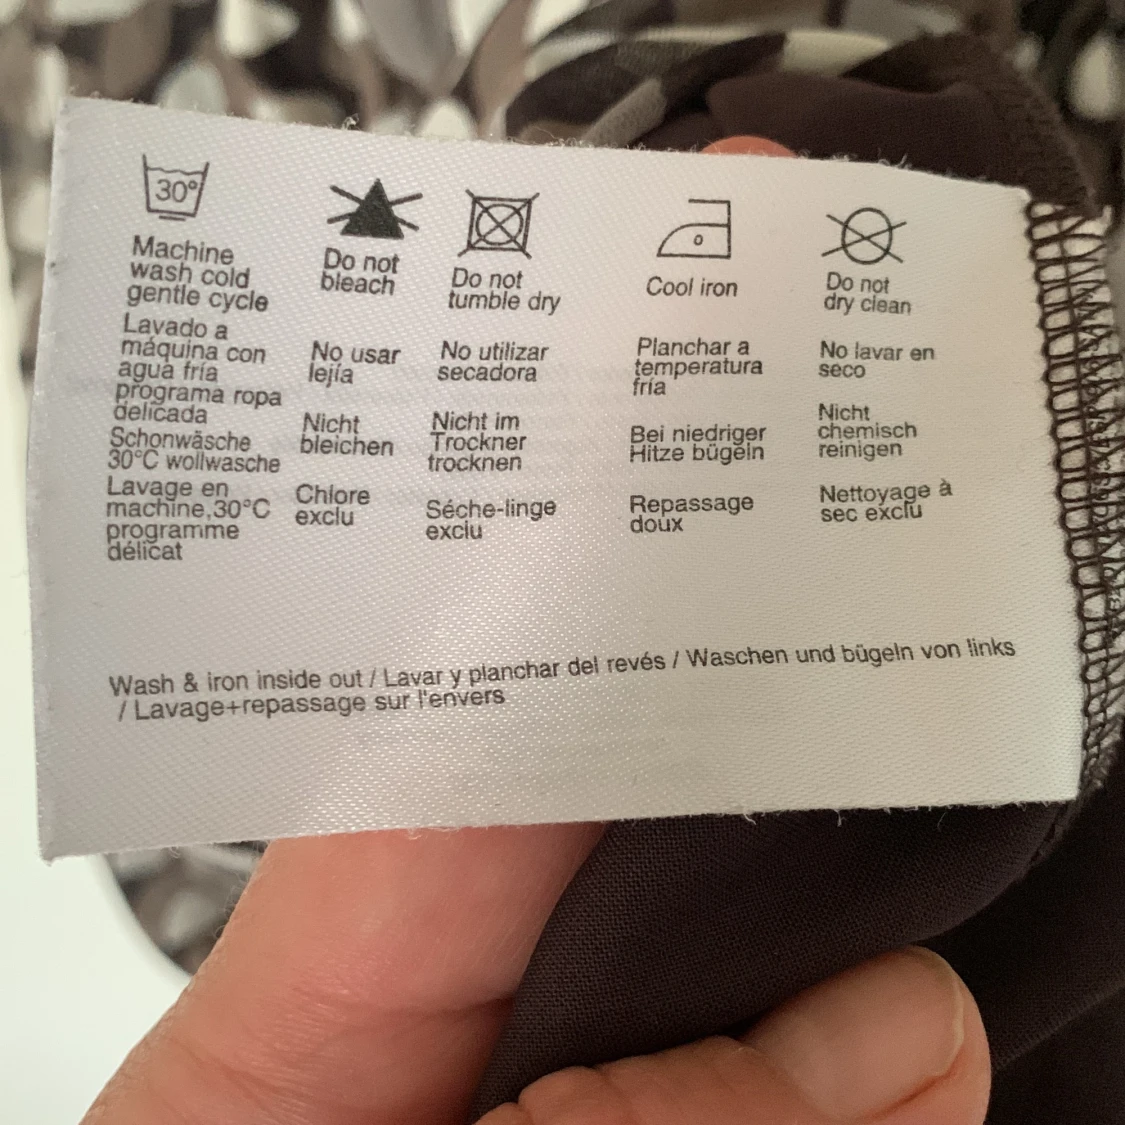 30°
Machine
wash cold
gentle cycle
Lavado a
máquina con
agua fría
programa ropa
delicada
Schonwäsche
30°C wollwasche
Lavage en
machine,30°C
programme
délicat
Do not
bleach
No usar
lejía
Nicht
bleichen
Chlore
exclu
Do not
tumble dry
No utilizar
secadora
Nicht im
Trockner
trocknen
Séche-linge
exclu
Cool iron
Planchar a
temperatura
fría
Bei niedriger
Hitze bügeln
Repassage
doux
Do not
dry clean
No lavar en
seco
Nicht
chemisch
reinigen
Nettoyage à
sec exclu
Wash & iron inside out / Lavar y planchar del revés / Waschen und bügeln von links
/ Lavage+repassage sur l'envers